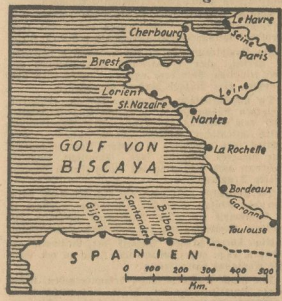 Le Havre
Cherbourg
Seine
Paris
Brest
Lorient
Loire
St. Nazaire
Nantes
GOLF VON
BISCAYA
La Rochelle
Bordeaux
Garonne
Toulouse
Gijon
Santander
Bilbao
SPANIEN
0 100 200 300 400 500
Km.